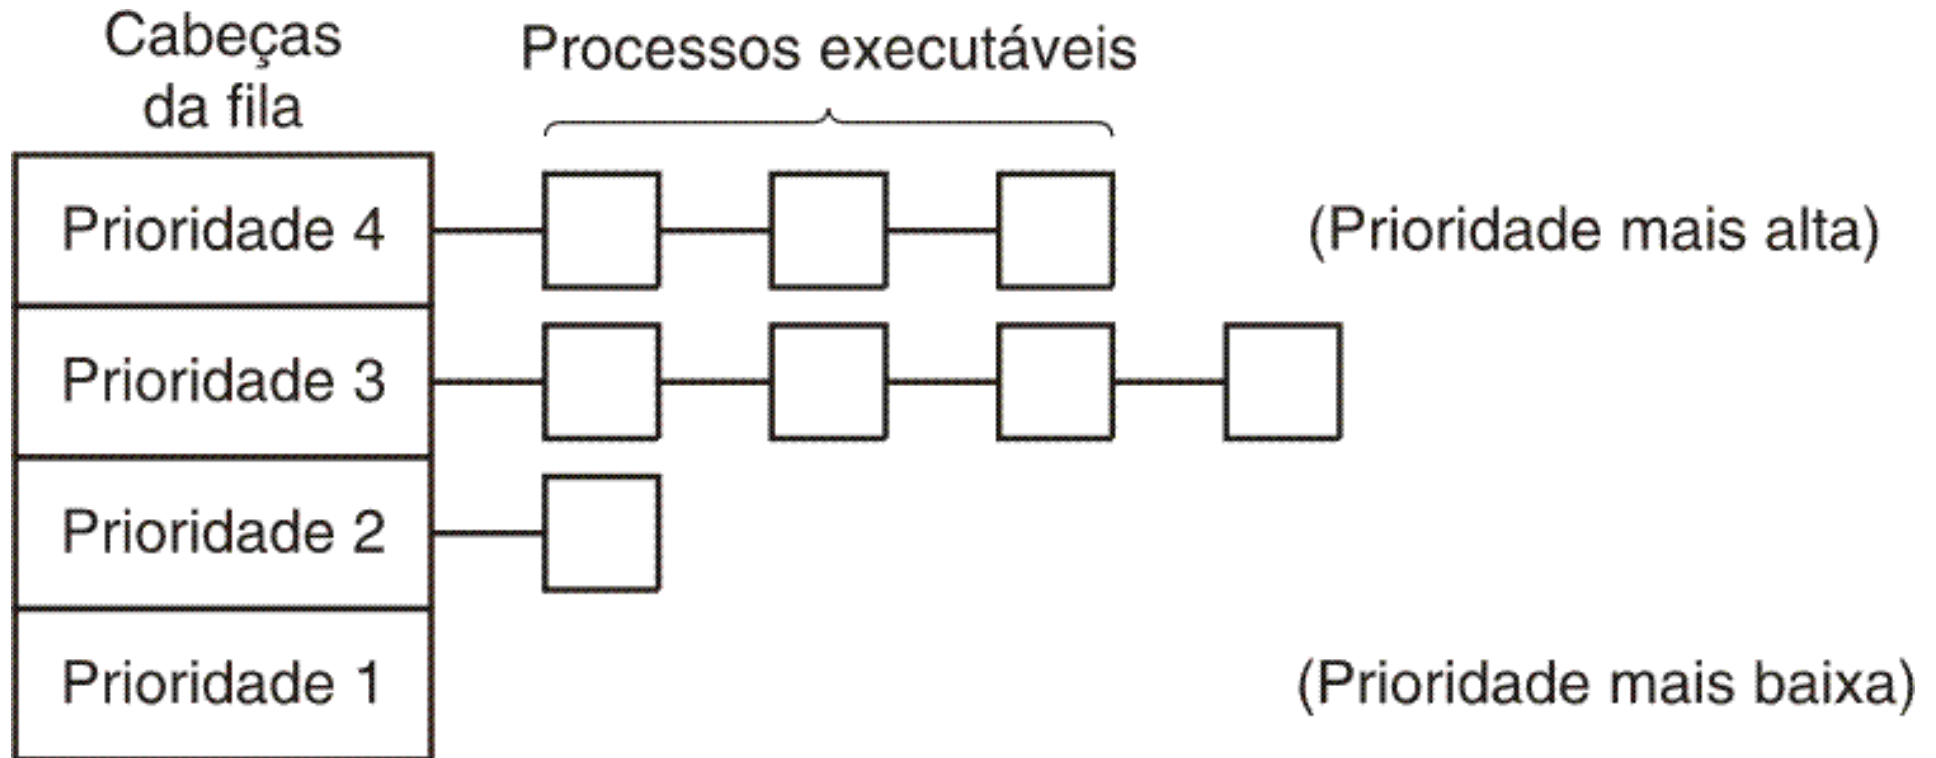 Cabeças
da fila
Processos executáveis
Prioridade 4
(Prioridade mais alta)
Prioridade 3
Prioridade 2
Prioridade 1
(Prioridade mais baixa)